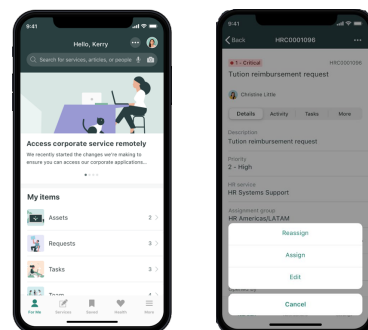 9:41
Hello, Kerry
Search for services, articles, or people
Access corporate service remotely
We recently started the changes we're making to
ensure you can access our corporate applications...
My items
Assets 2
Requests 3
Tasks 3
For Me Services Saved Health More
9:41
Back HRC0001096
1 - Critical HRC0001096
Tution reimbursement request
Christina Little
Details Activity Tasks More
Description
Tution reimbursement request
Priority
2 - High
HR service
HR Systems Support
Assignment group
HR Americas/LATAM
Reassign
Assign
Edit
Cancel